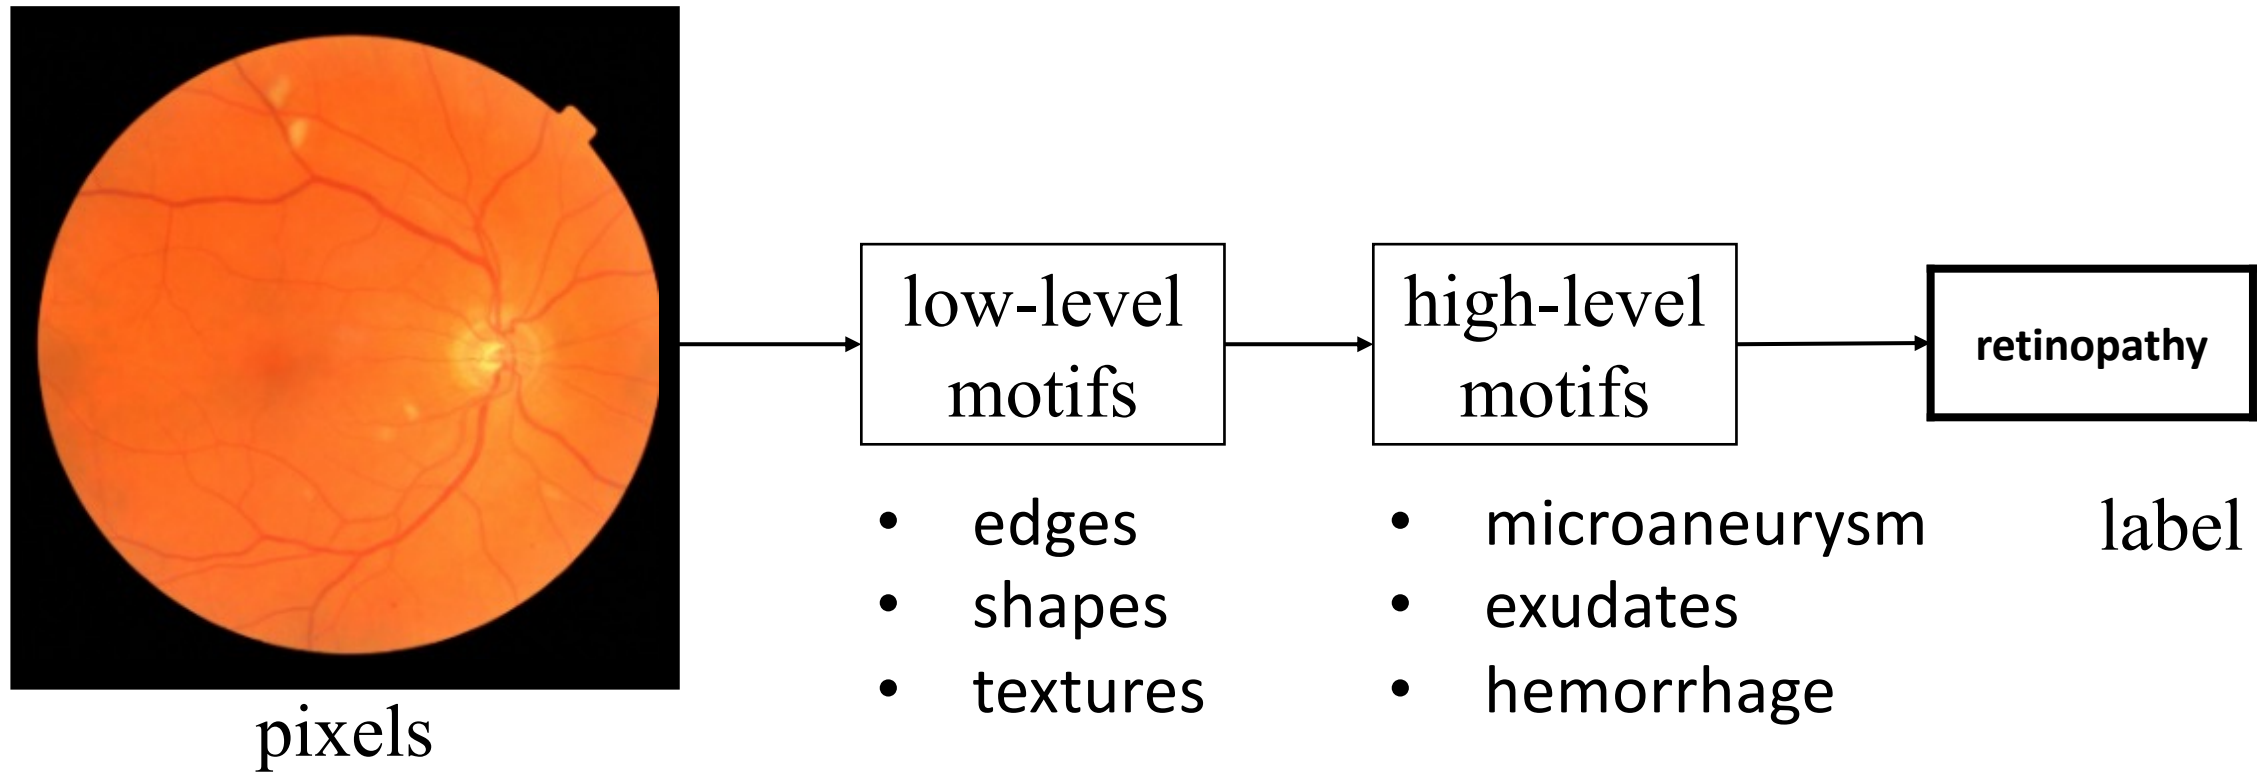 pixels
low-level
motifs
• edges
• shapes
• textures
high-level
motifs
• microaneurysm
• exudates
• hemorrhage
retinopathy
label